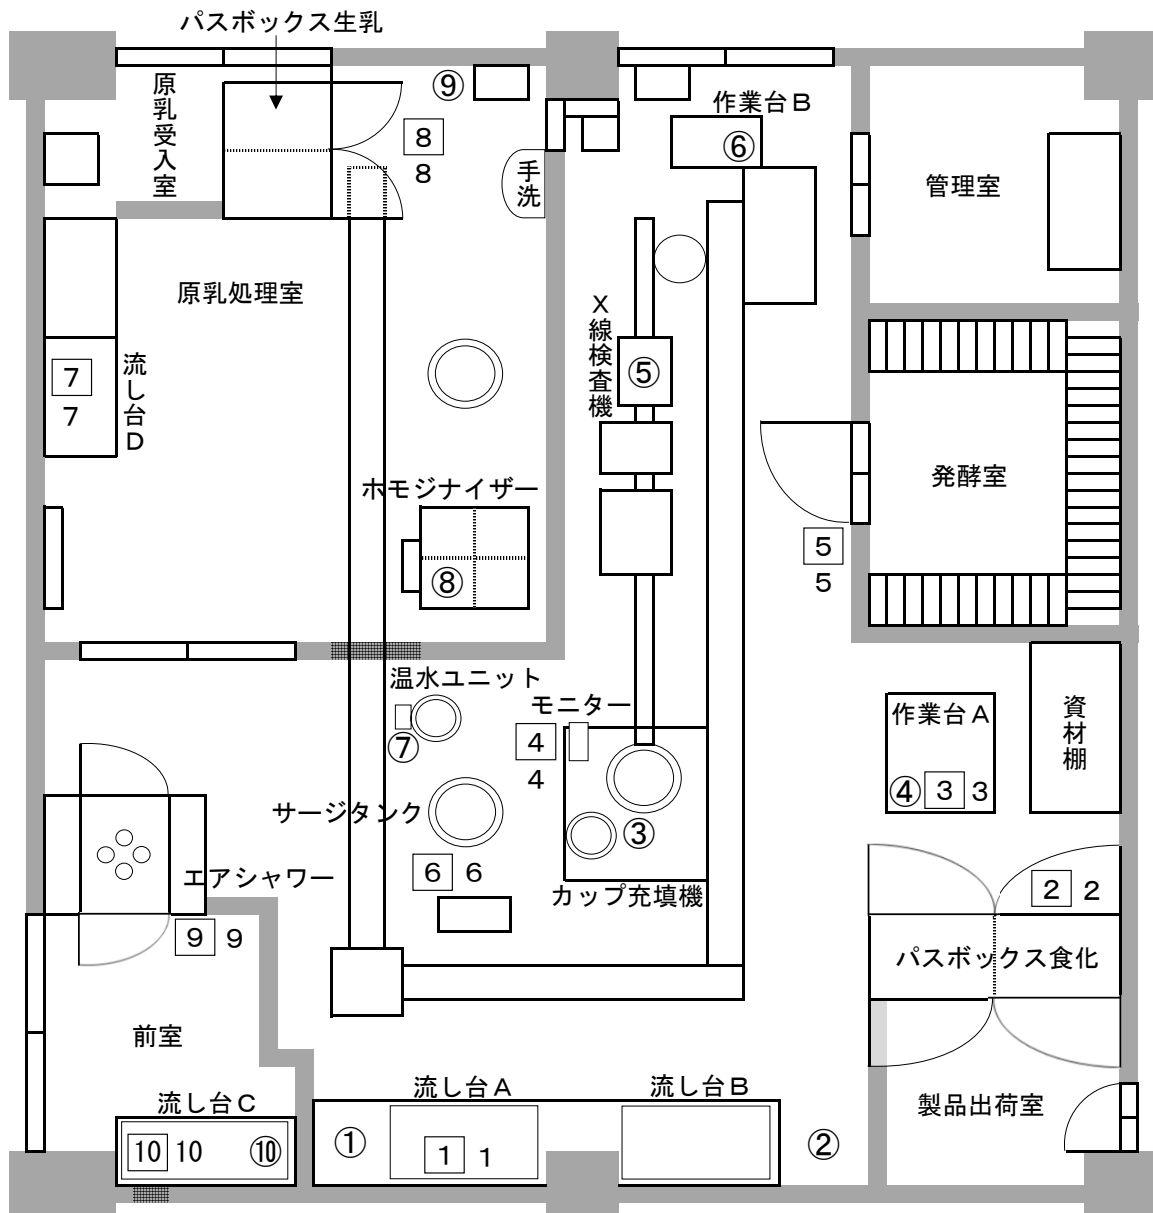 パスボックス生乳
原乳受入室
⑨
8
8
手洗
作業台B
⑥
管理室
原乳処理室
X線検査機
⑤
7
7
流し台D
発酵室
ホモジナイザー
⑧
5
5
温水ユニット
⑦
モニター
4
4
作業台A
④ 3 3
資材棚
サージタンク
③
6 6
カップ充填機
エアシャワー
9 9
2 2
パスボックス食化
前室
流し台C
10 10 ⑩
流し台A
① 1 1
流し台B
②
製品出荷室